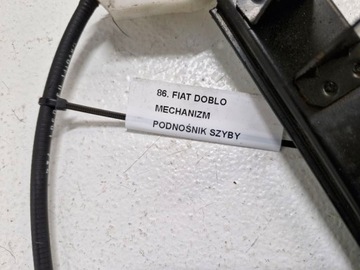 86. FIAT DOBLO
MECHANIZM
PODNOŚNIK SZYBY